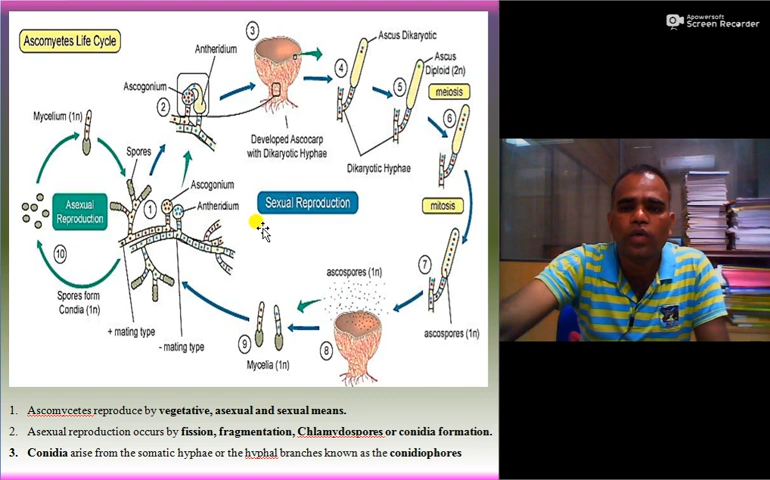 Apowersoft
Screen Recorder
Ascomyetes Life Cycle
Antheridium
Ascogonium
3
Ascus Dikaryotic
4
Ascus
Diploid (2n)
5
meiosis
6
2
Mycelium (1n)
Developed Ascocarp
with Dikaryotic Hyphae
Dikaryotic Hyphae
Spores
Ascogonium
Antheridium
1
Asexual
Reproduction
Sexual Reproduction
mitosis
10
Spores form
Condia (1n)
+ mating type
- mating type
ascospores (1n)
7
ascospores (1n)
9
Mycelia (1n)
8
1. Ascomycetes reproduce by vegetative, asexual and sexual means.
2. Asexual reproduction occurs by fission, fragmentation, Chlamydospores or conidia formation.
3. Conidia arise from the somatic hyphae or the hyphal branches known as the conidiophores